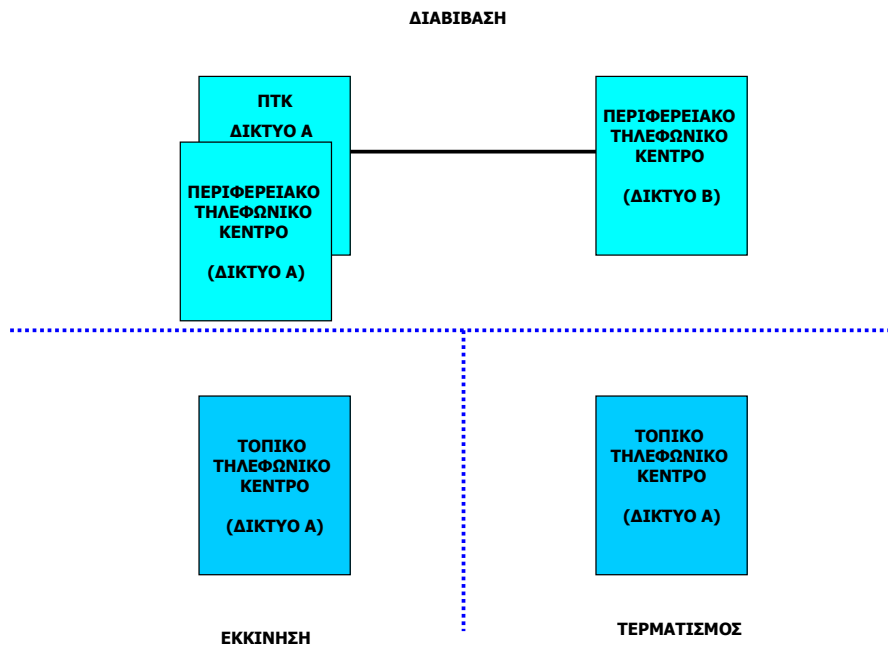 ΔΙΑΒΙΒΑΣΗ
ΠΤΚ
ΔΙΚΤΥΟ Α
ΠΕΡΙΦΕΡΕΙΑΚΟ
ΤΗΛΕΦΩΝΙΚΟ
ΚΕΝΤΡΟ
(ΔΙΚΤΥΟ Α)
ΠΕΡΙΦΕΡΕΙΑΚΟ
ΤΗΛΕΦΩΝΙΚΟ
ΚΕΝΤΡΟ
(ΔΙΚΤΥΟ Β)
ΤΟΠΙΚΟ
ΤΗΛΕΦΩΝΙΚΟ
ΚΕΝΤΡΟ
(ΔΙΚΤΥΟ Α)
ΤΟΠΙΚΟ
ΤΗΛΕΦΩΝΙΚΟ
ΚΕΝΤΡΟ
(ΔΙΚΤΥΟ Α)
ΕΚΚΙΝΗΣΗ
ΤΕΡΜΑΤΙΣΜΟΣ